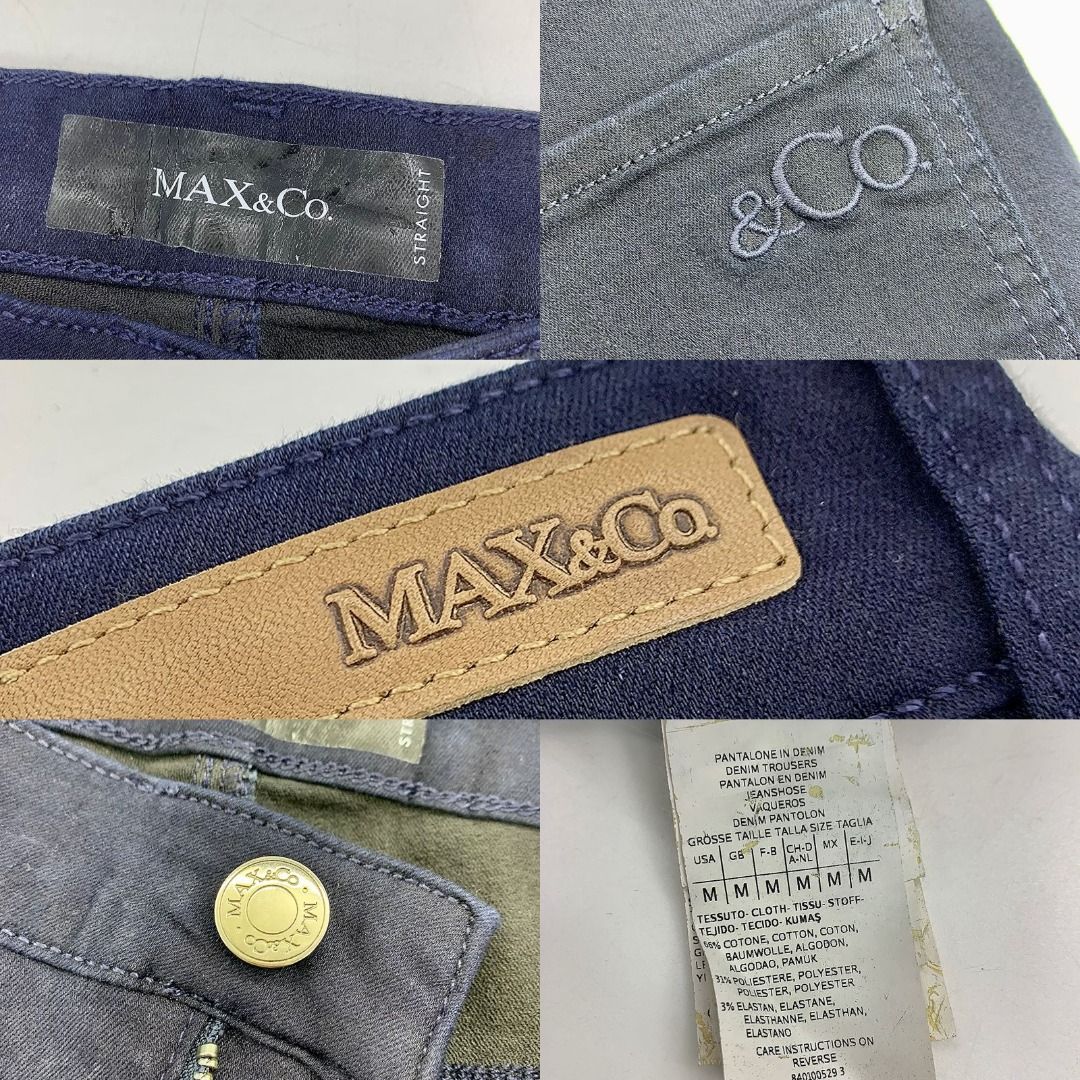 MAX&Co.
STRAIGHT
&Co.
MAX&Co.
STRAIGHT
MAX&Co. MAX&Co.
PANTALONE IN DENIM
DENIM TROUSERS
PANTALON EN DENIM
JEANSHOSE
VAQUEROS
DENIM PANTOLON
GRÖSSE TAILLE TALLA SIZE TAGLIA
USA GB F-B CH-D A-NL MX E-I-J
M M M M M M
TESSUTO- CLOTH- TISSU- STOFF-
TEJIDO- TECIDO- KUMAŞ
66% COTONE, COTTON, COTON,
BAUMWOLLE, ALGODON,
ALGODAO, PAMUK
31% POLIESTERE, POLYESTER,
POLIESTER, POLYESTER
3% ELASTAN, ELASTANE,
ELASTHANNE, ELASTHAN,
ELASTANO
CARE INSTRUCTIONS ON
REVERSE
840100529 3